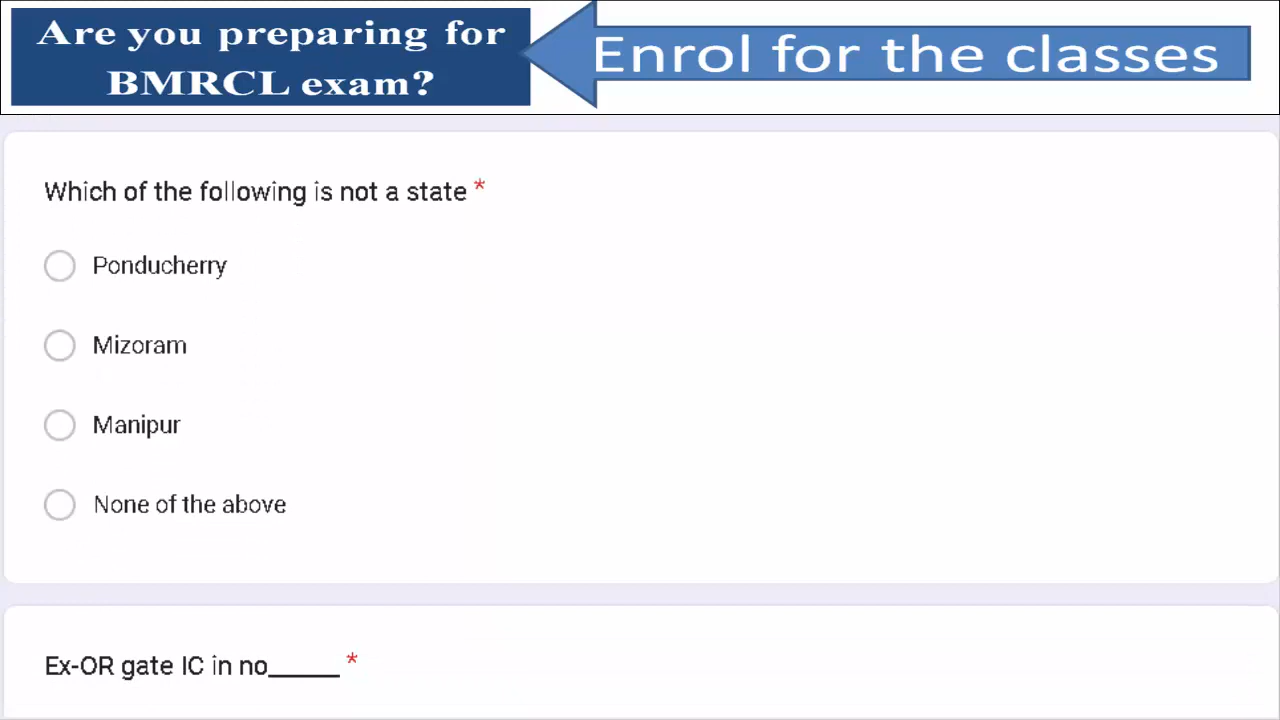 Are you preparing for
BMRCL exam?
Enrol for the classes
Which of the following is not a state *
Ponducherry
Mizoram
Manipur
None of the above
Ex-OR gate IC in no______ *